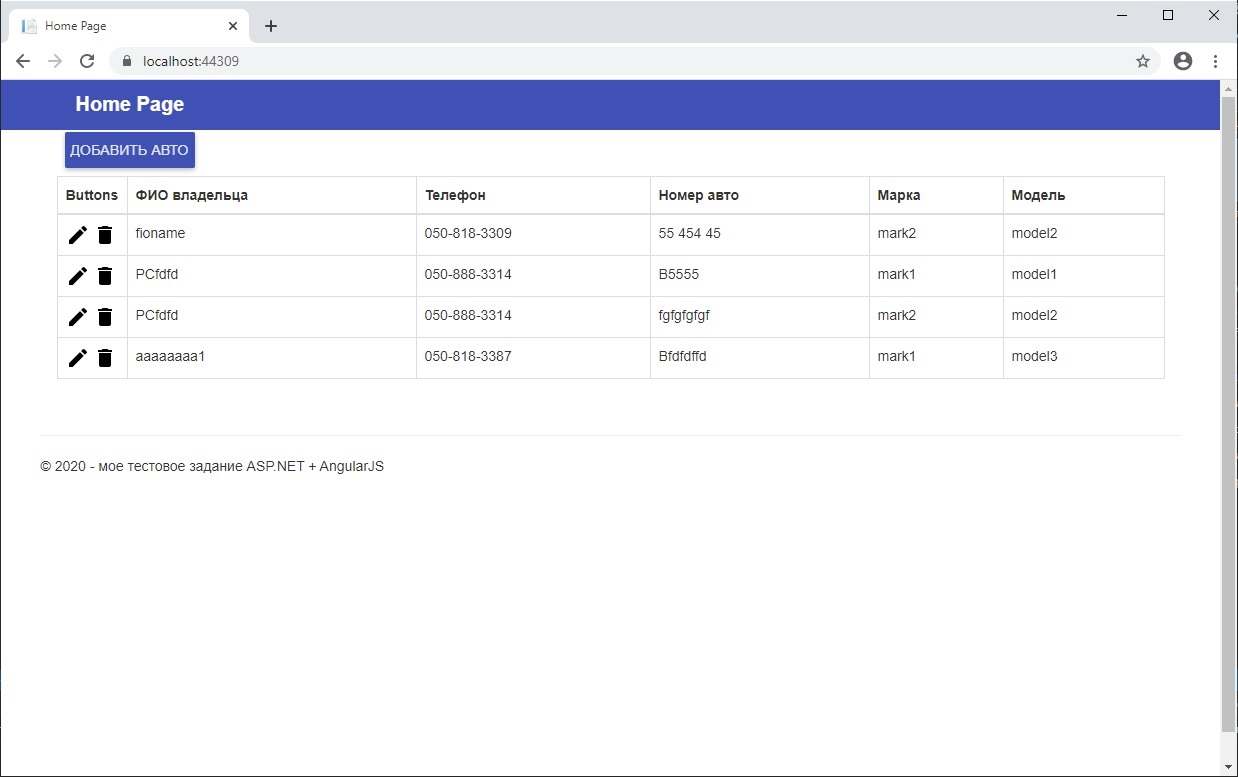 Home Page
localhost:44309
Home Page
ДОБАВИТЬ АВТО
Buttons ФИО владельца Телефон Номер авто Марка Модель
fioname 050-818-3309 55 454 45 mark2 model2
PCfdfd 050-888-3314 B5555 mark1 model1
PCfdfd 050-888-3314 fgfgfgfgf mark2 model2
aaaaaaaa1 050-818-3387 Bfdfdffd mark1 model3
© 2020 - мое тестовое задание ASP.NET + AngularJS